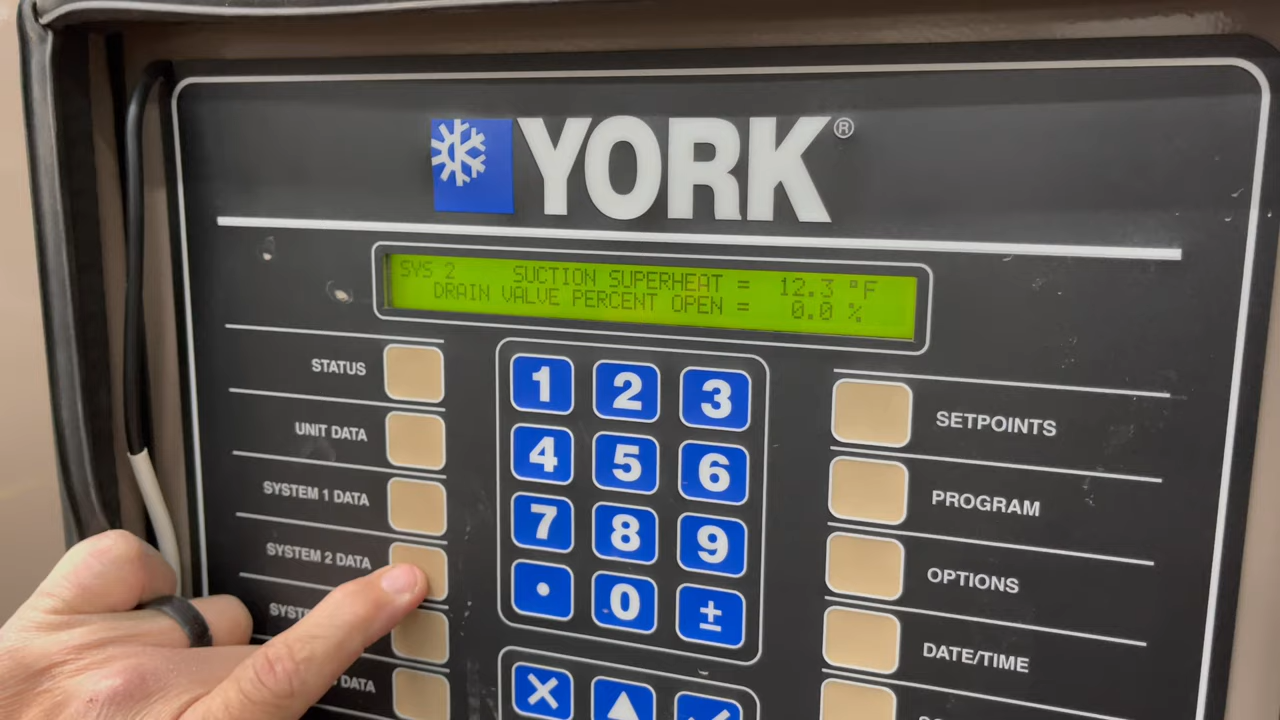 YORK®
SYS 2 SUCTION SUPERHEAT = 12.3 °F
DRAIN VALVE PERCENT OPEN = 0.0 %
STATUS
UNIT DATA
SYSTEM 1 DATA
SYSTEM 2 DATA
DATA
1 2 3
4 5 6
7 8 9
• 0 ±
SETPOINTS
PROGRAM
OPTIONS
DATE/TIME